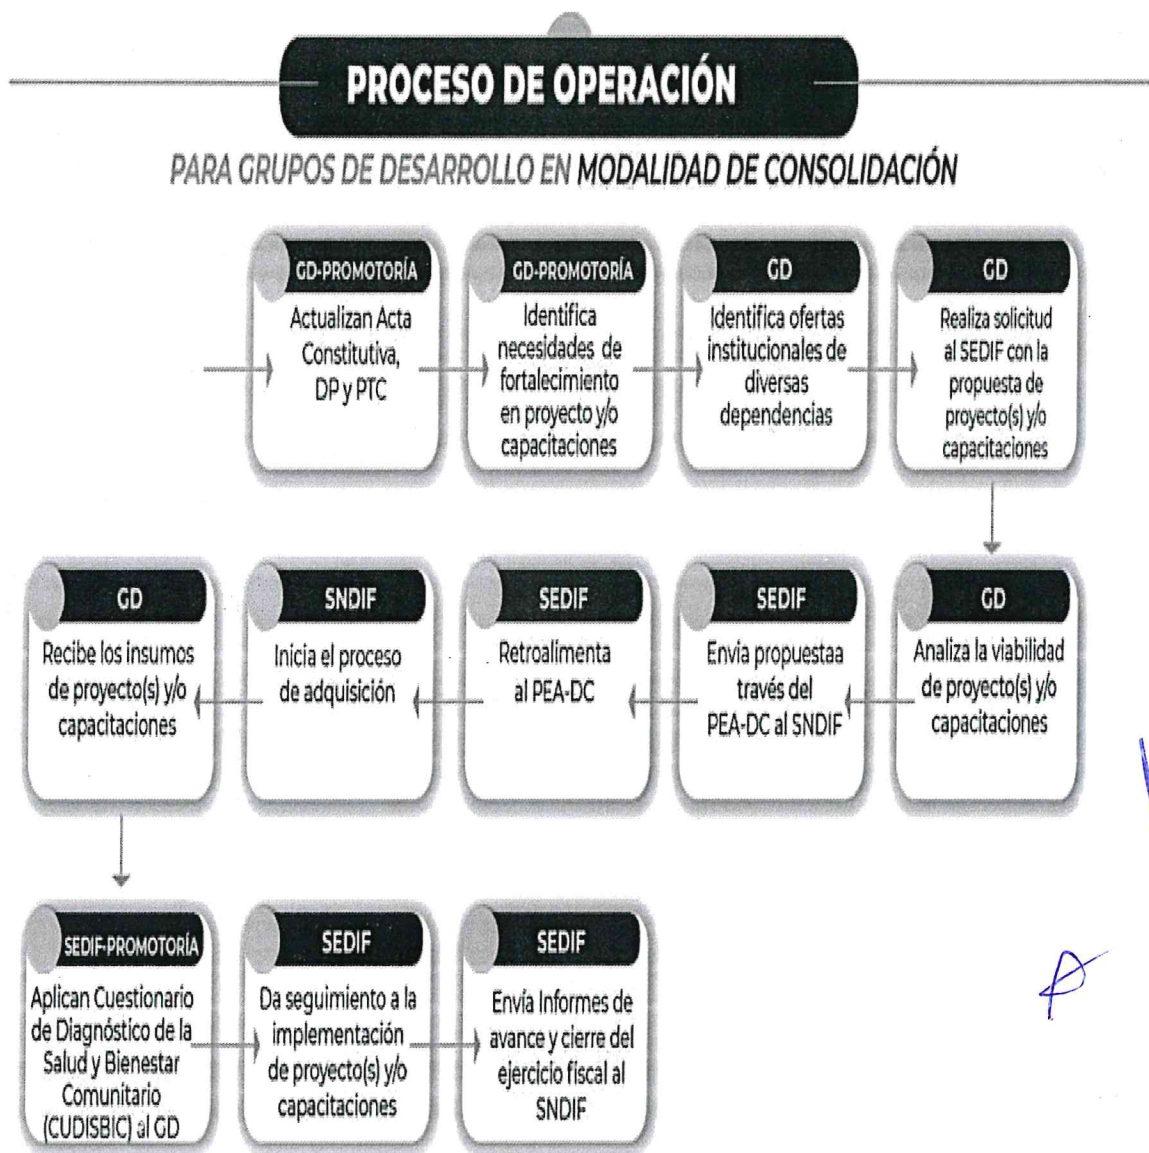 PROCESO DE OPERACIÓN
PARA GRUPOS DE DESARROLLO EN MODALIDAD DE CONSOLIDACIÓN
GD-PROMOTORÍA
Actualizan Acta
Constitutiva,
DP y PTC
GD-PROMOTORÍA
Identifica
necesidades de
fortalecimiento
en proyecto y/o
capacitaciones
GD
Identifica ofertas
institucionales de
diversas
dependencias
GD
Realiza solicitud
al SEDIF con la
propuesta de
proyecto(s) y/o
capacitaciones
GD
Analiza la viabilidad
de proyecto(s) y/o
capacitaciones
SEDIF
Envia propuestaa
través del
PEA-DC al SNDIF
SEDIF
Retroalimenta
al PEA-DC
SNDIF
Inicia el proceso
de adquisición
GD
Recibe los insumos
de proyecto(s) y/o
capacitaciones
SEDIF-PROMOTORÍA
Aplican Cuestionario
de Diagnóstico de la
Salud y Bienestar
Comunitario
(CUDISBIC) al GD
SEDIF
Da seguimiento a la
implementación
de proyecto(s) y/o
capacitaciones
SEDIF
Envía Informes de
avance y cierre del
ejercicio fiscal al
SNDIF